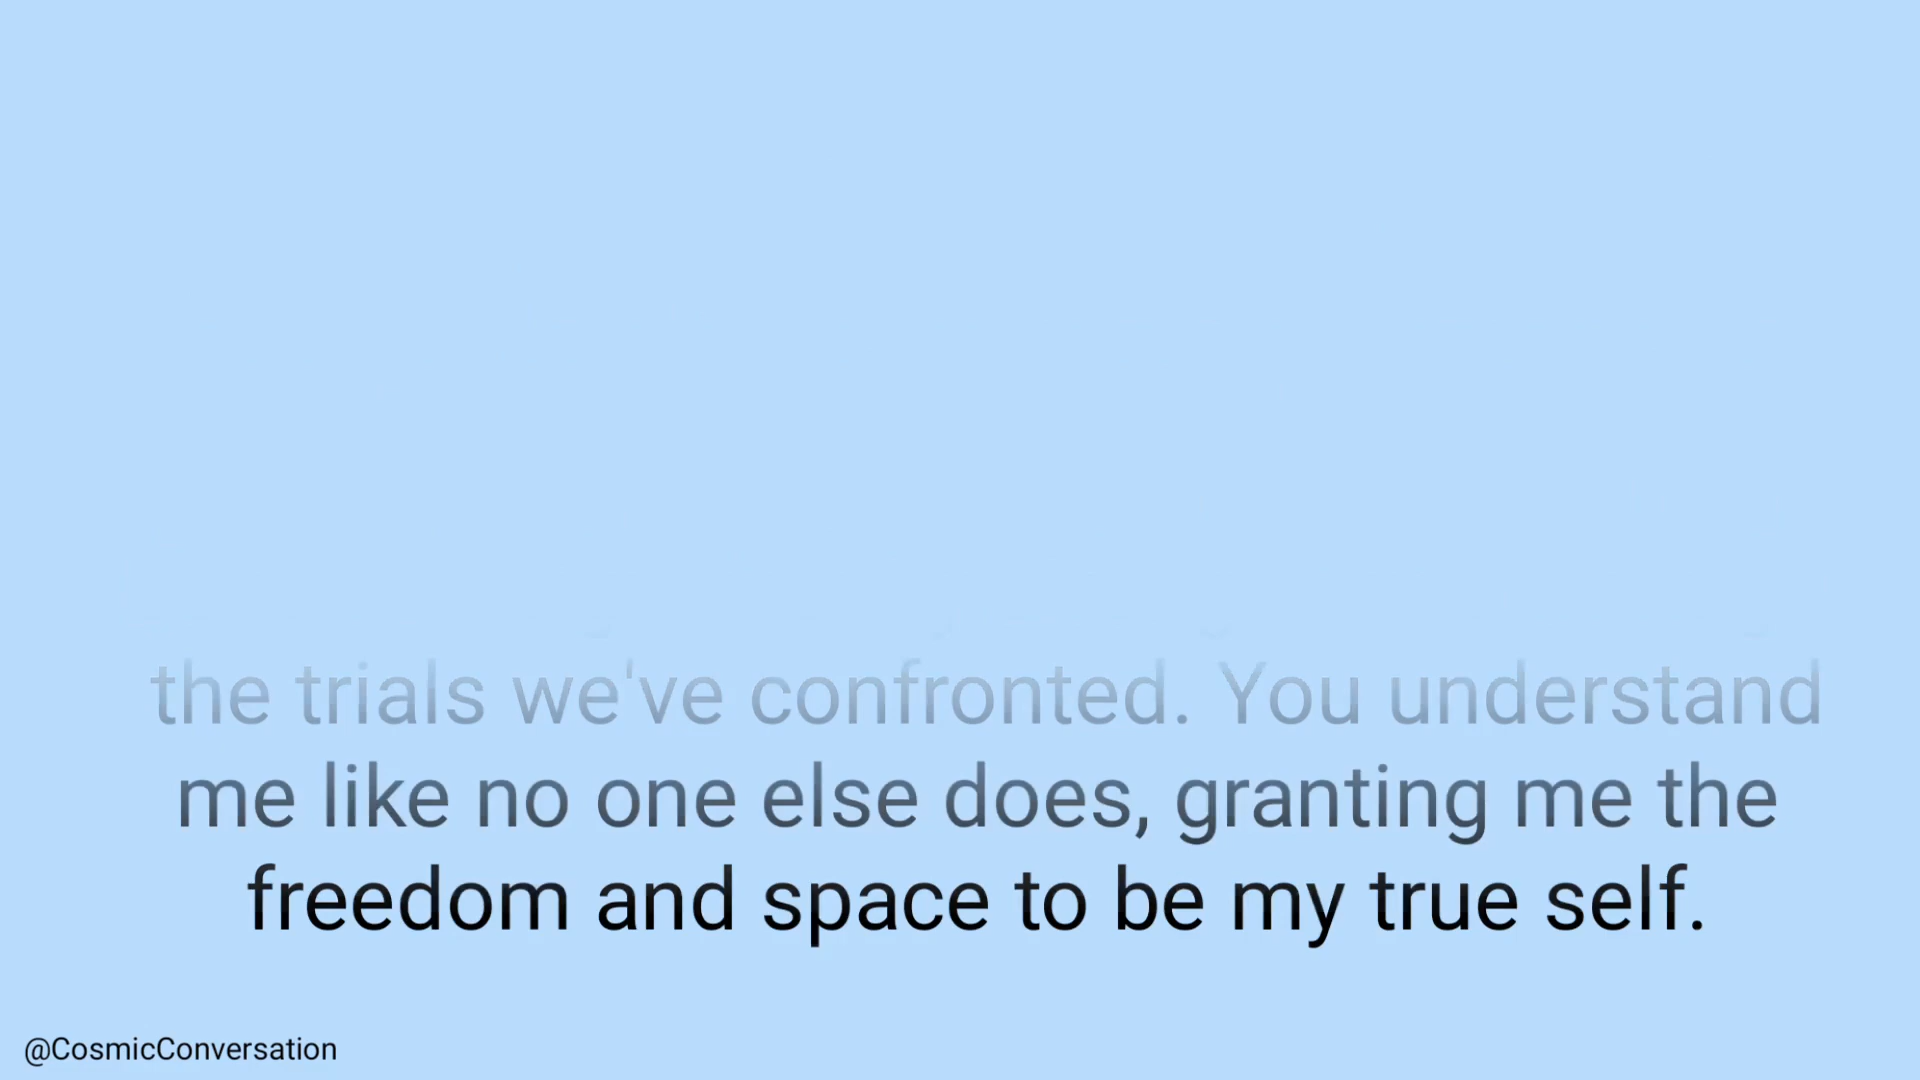 the trials we've confronted. You understand
me like no one else does, granting me the
freedom and space to be my true self.
@CosmicConversation